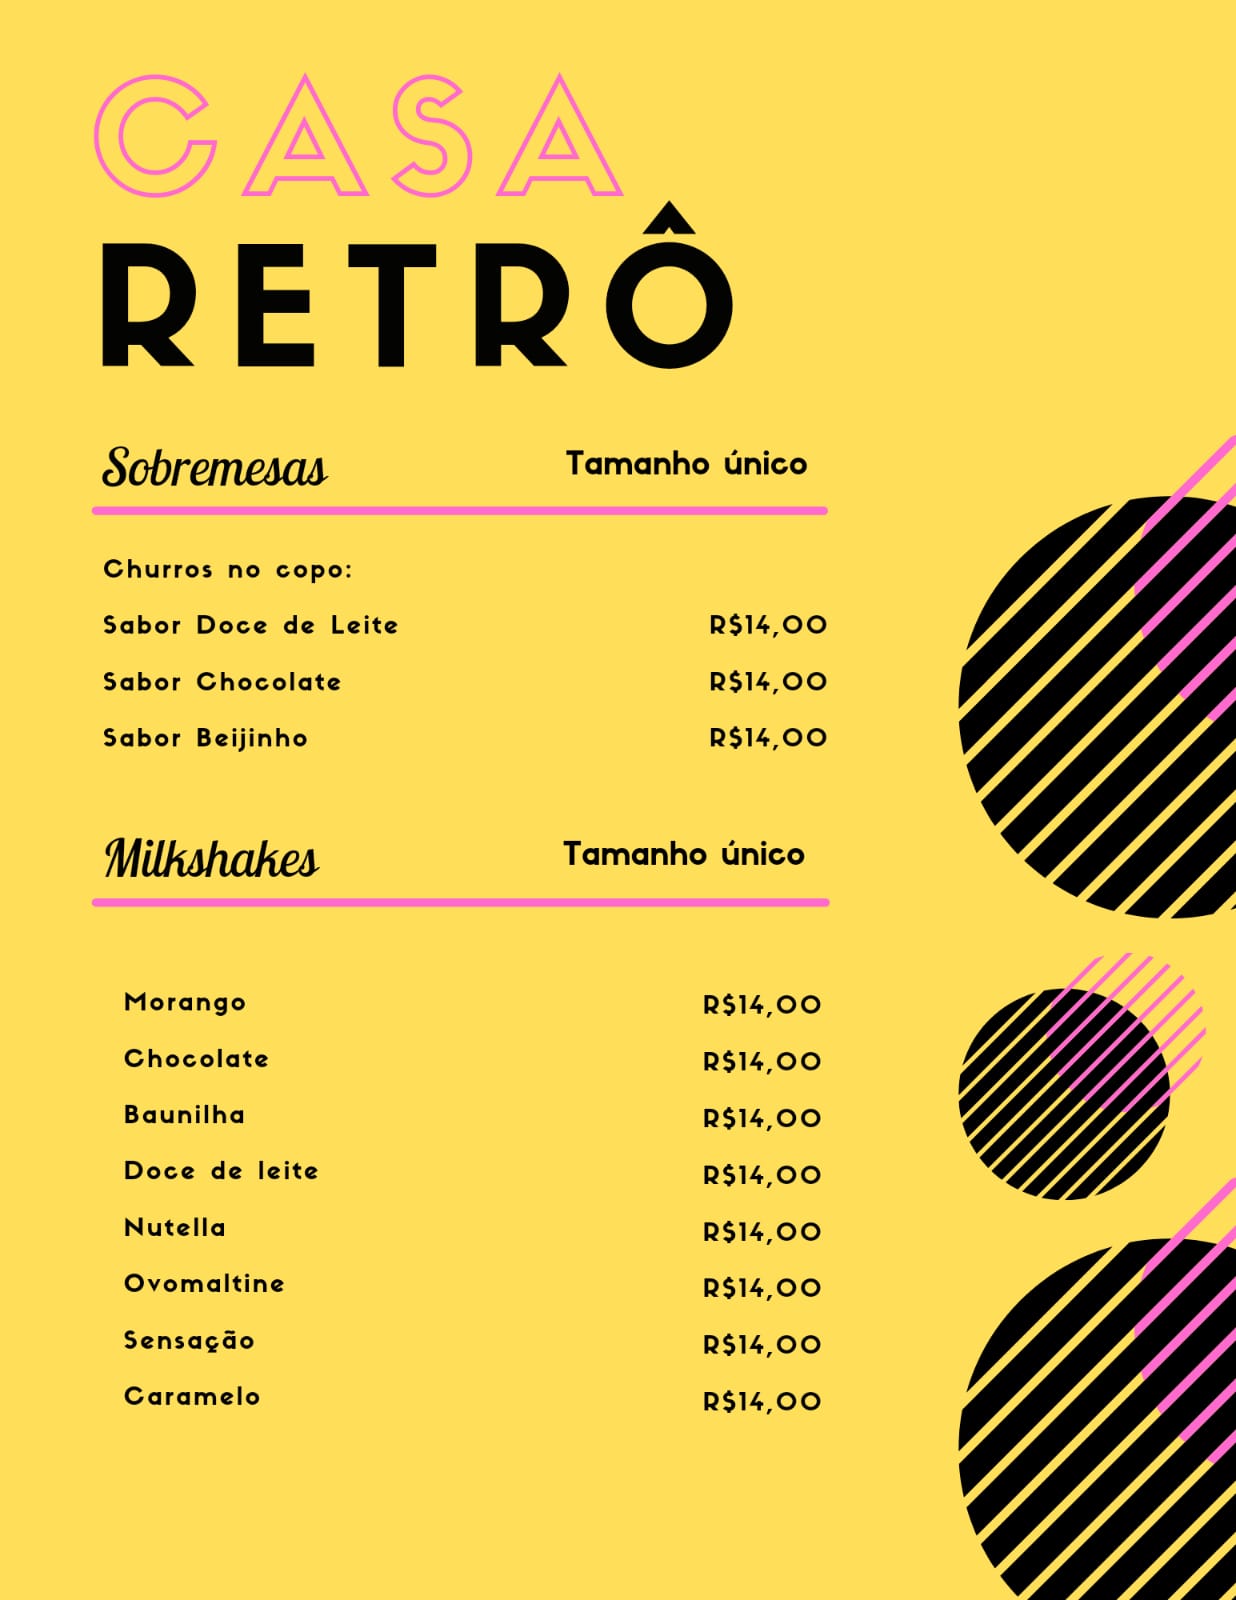 CASA
RETRÔ
Sobremesas Tamanho único
Churros no copo:
Sabor Doce de Leite R$14,00
Sabor Chocolate R$14,00
Sabor Beijinho R$14,00
Milkshakes Tamanho único
Morango R$14,00
Chocolate R$14,00
Baunilha R$14,00
Doce de leite R$14,00
Nutella R$14,00
Ovomaltine R$14,00
Sensação R$14,00
Caramelo R$14,00